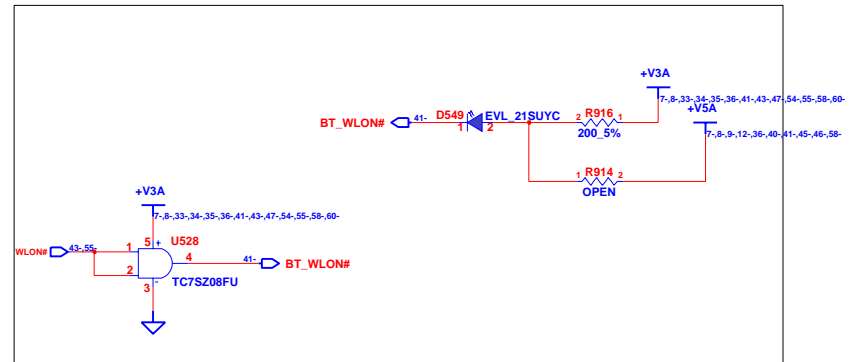 +V3A
7-,8-,33-,34-,35-,36-,41-,43-,47-,54-,55-,58-,60-
+V5A
7-,8-,9-,12-,36-,40-,41-,45-,46-,58-
BT_WLON#
41-
D549
EVL_21SUYC
1
2
2
R916
1
200_5%
1
R914
2
OPEN
+V3A
7-,8-,33-,34-,35-,36-,41-,43-,47-,54-,55-,58-,60-
WLON#
43-,55-
1
2
5
+
U528
4
3
-
TC7SZ08FU
41-
BT_WLON#